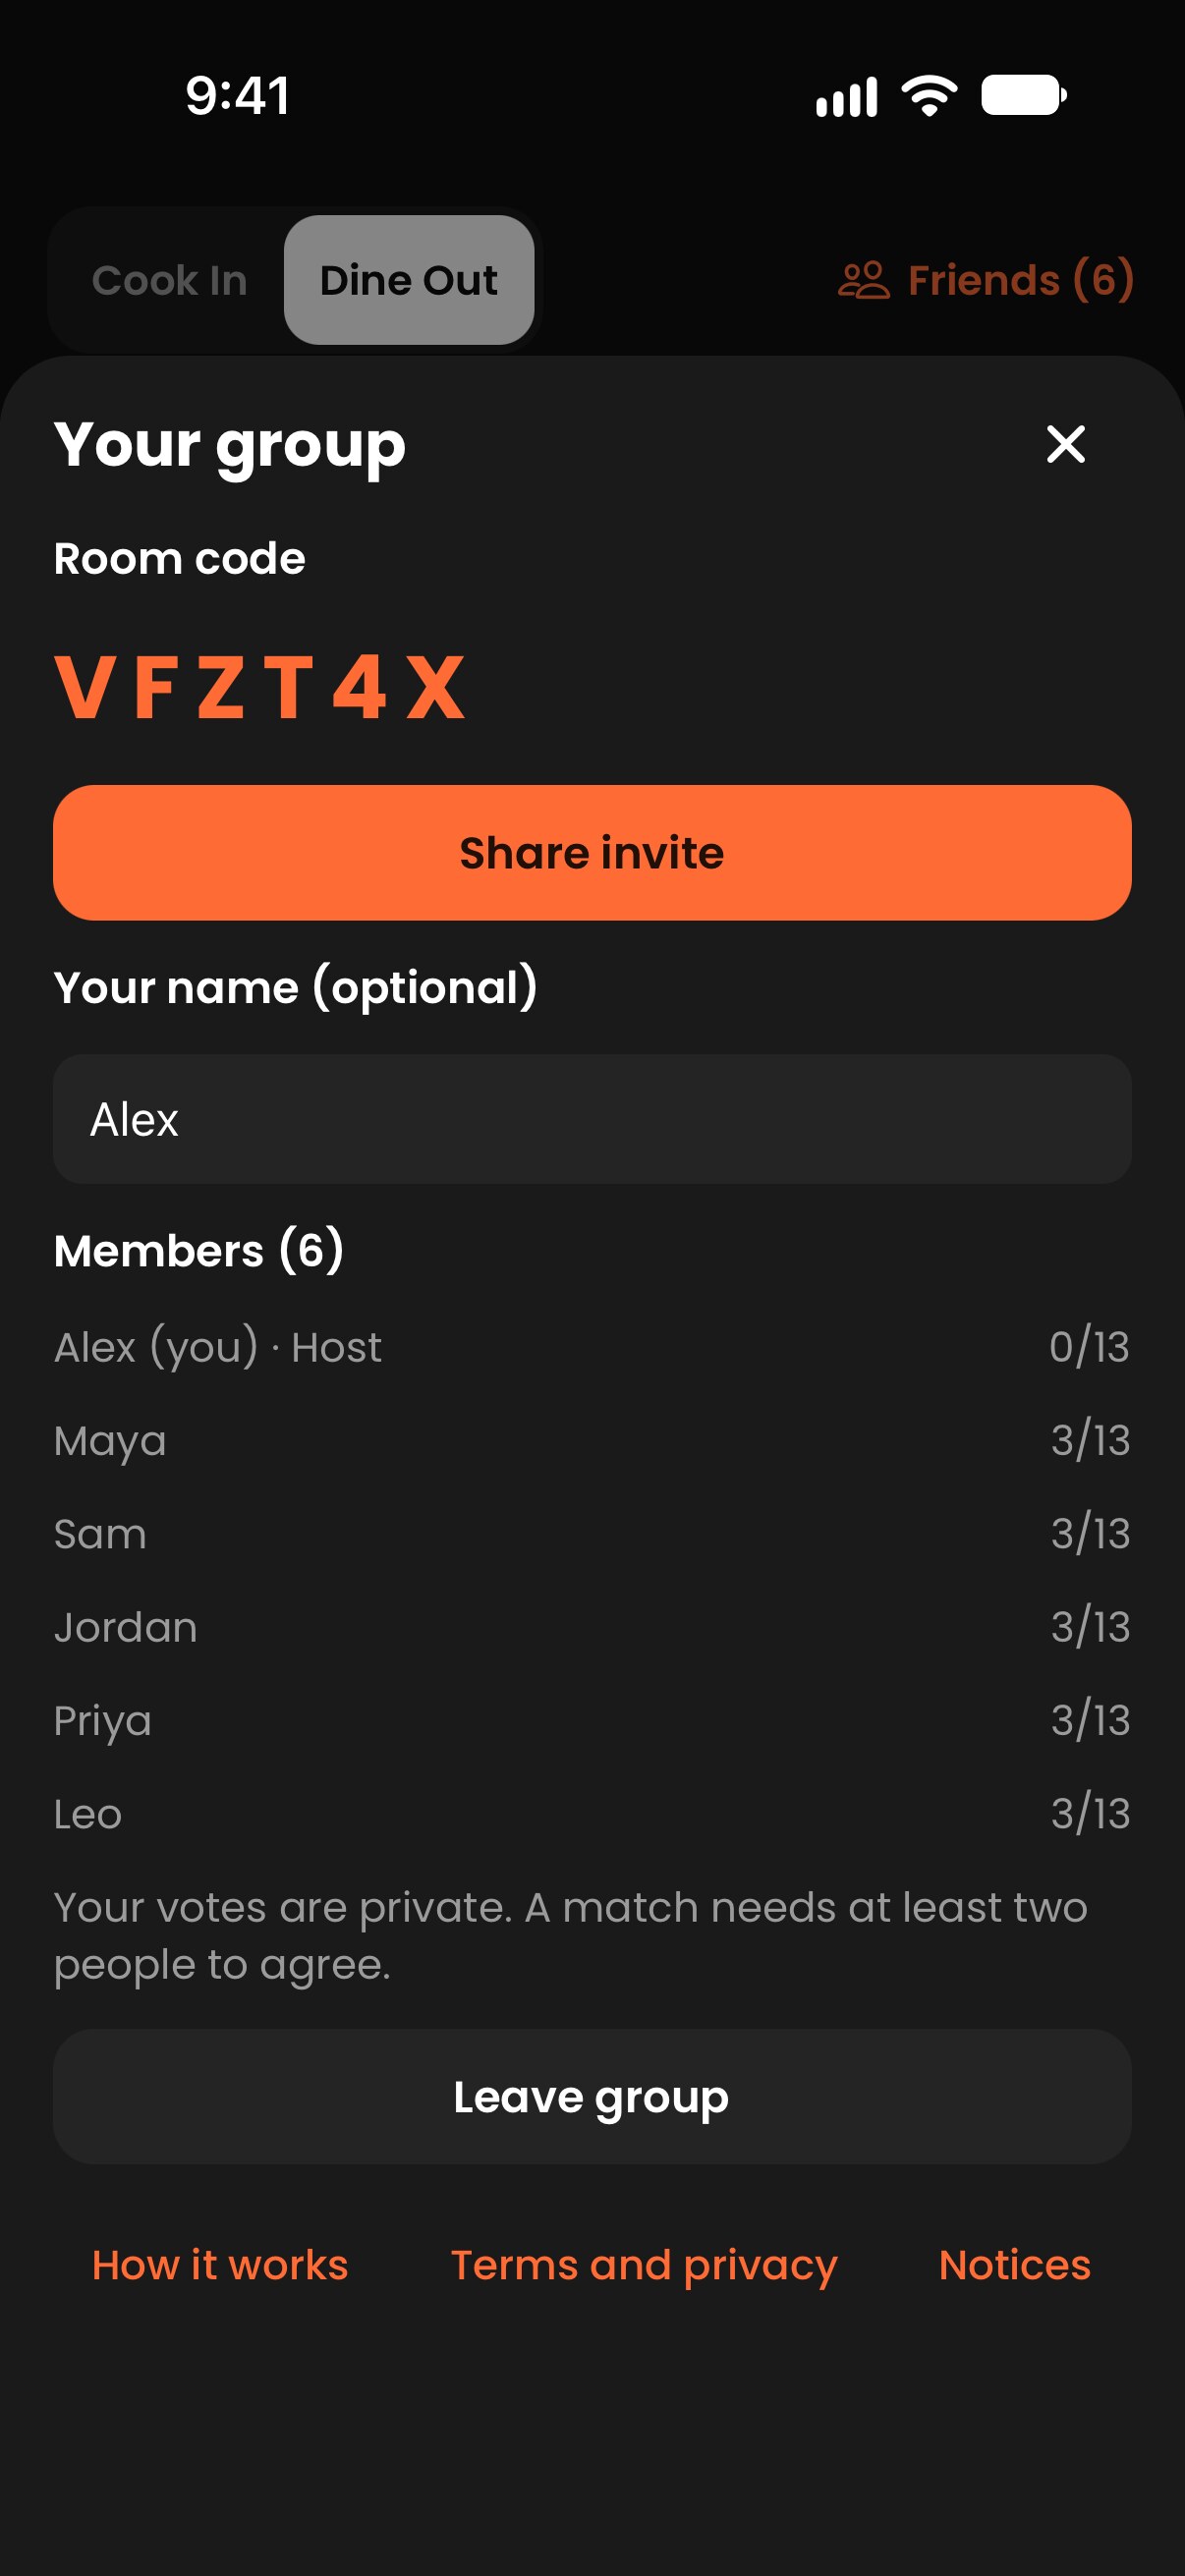 9:41
Cook In
Dine Out
Friends (6)
Your group
Room code
VFZT4X
Share invite
Your name (optional)
Alex
Members (6)
Alex (you) · Host 0/13
Maya 3/13
Sam 3/13
Jordan 3/13
Priya 3/13
Leo 3/13
Your votes are private. A match needs at least two
people to agree.
Leave group
How it works
Terms and privacy
Notices